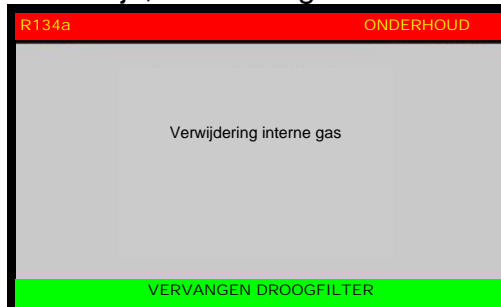 R134a ONDERHOUD
Verwijdering interne gas
VERVANGEN DROOGFILTER